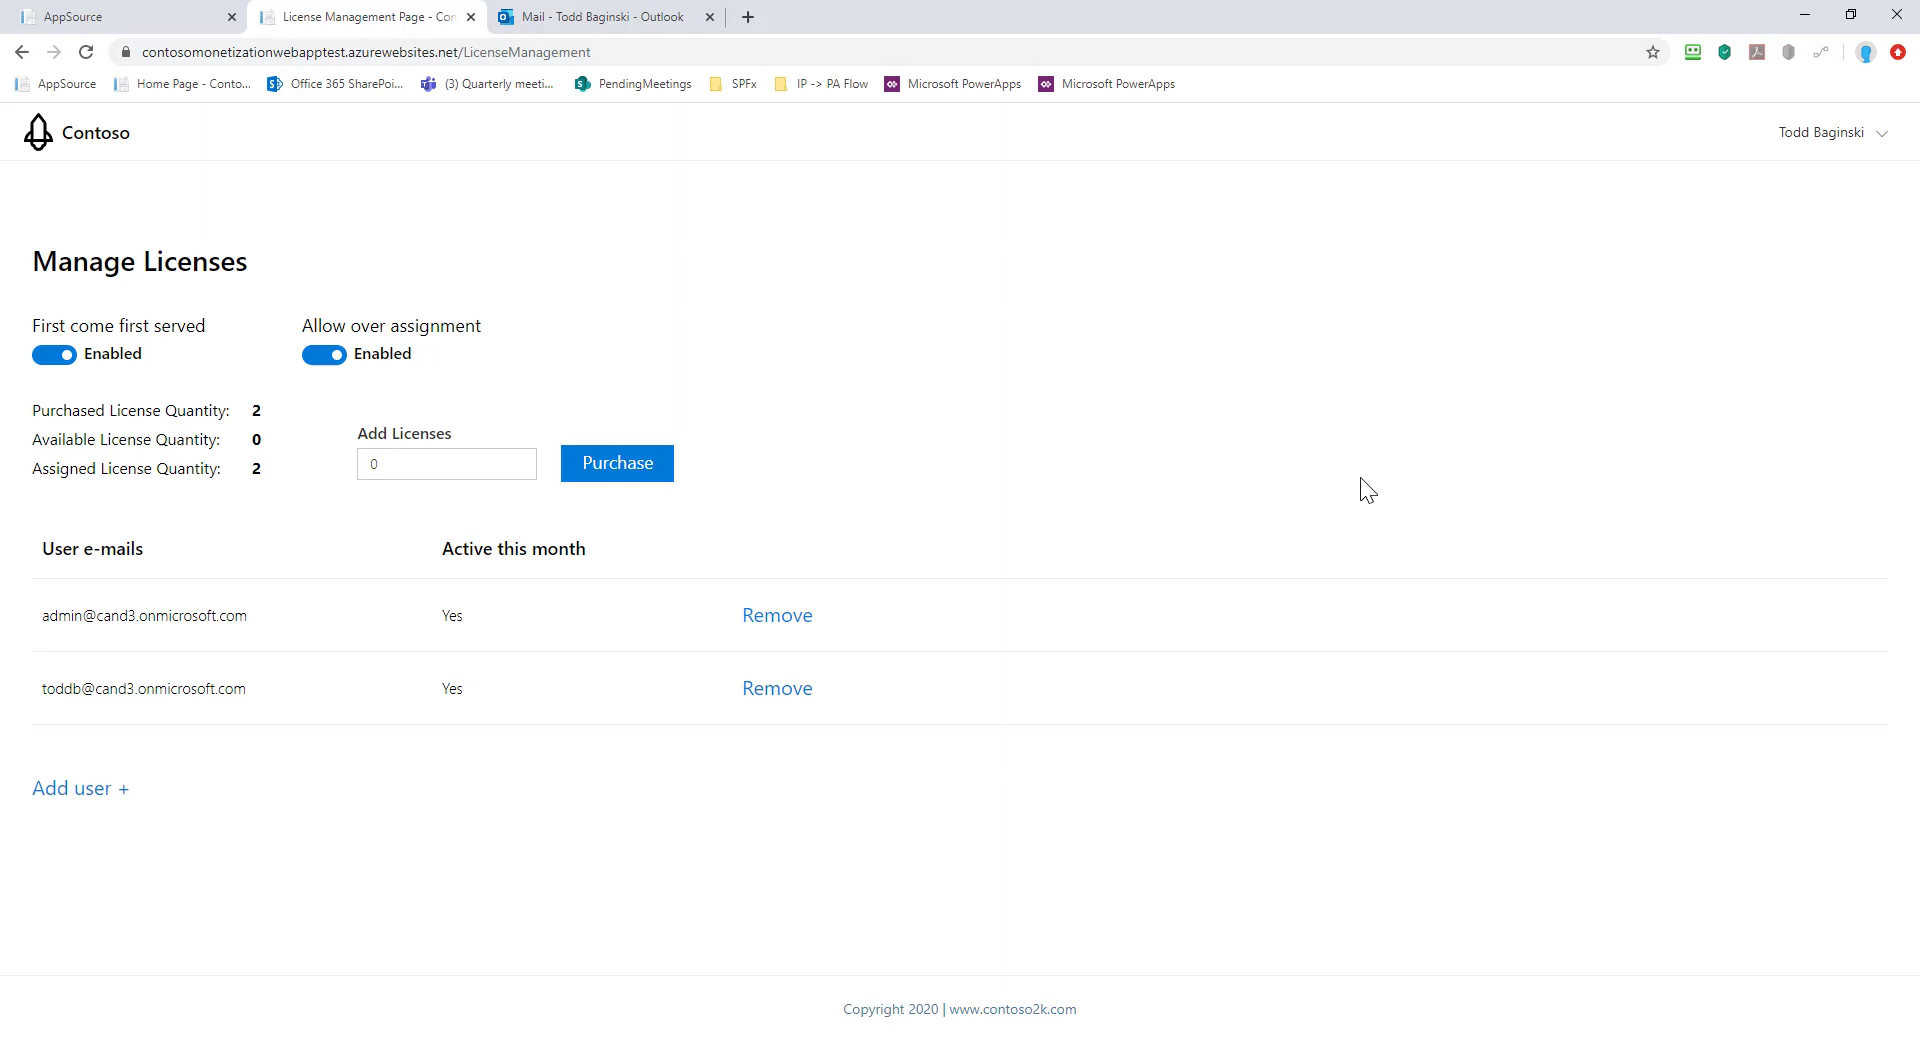 AppSource
License Management Page - Con
Mail - Todd Baginski - Outlook
contosomonetizationwebapptest.azurewebsites.net/LicenseManagement
AppSource
Home Page - Conto...
Office 365 SharePoi...
(3) Quarterly meeti...
PendingMeetings
SPFx
IP -> PA Flow
Microsoft PowerApps
Microsoft PowerApps
Contoso
Todd Baginski
Manage Licenses
First come first served
Allow over assignment
Enabled
Enabled
Purchased License Quantity: 2
Available License Quantity: 0
Assigned License Quantity: 2
Add Licenses
0
Purchase
User e-mails
Active this month
admin@cand3.onmicrosoft.com
Yes
Remove
toddb@cand3.onmicrosoft.com
Yes
Remove
Add user +
Copyright 2020 | www.contoso2k.com